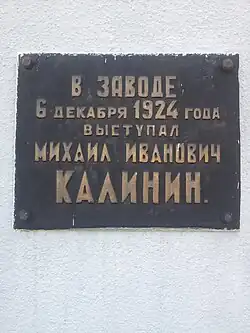 В ЗАВОДЕ
6 ДЕКАБРЯ 1924 ГОДА
ВЫСТУПАЛ
МИХАИЛ ИВАНОВИЧ
КАЛИНИН.